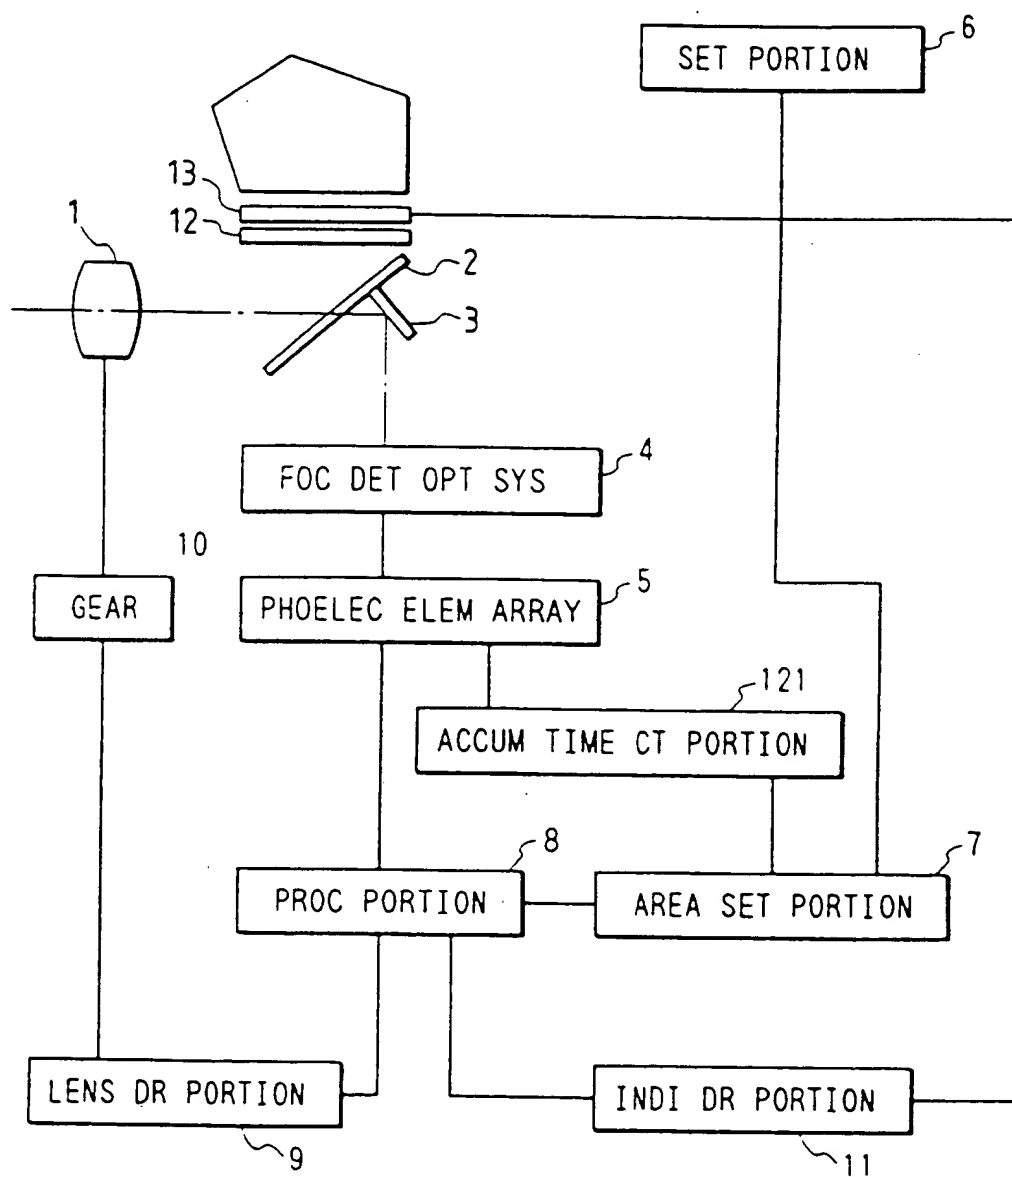 6
SET PORTION
13
12
1
2
3
4
FOC DET OPT SYS
10
5
GEAR
PHOELEC ELEM ARRAY
121
ACCUM TIME CT PORTION
8
7
PROC PORTION
AREA SET PORTION
LENS DR PORTION
INDI DR PORTION
9
11